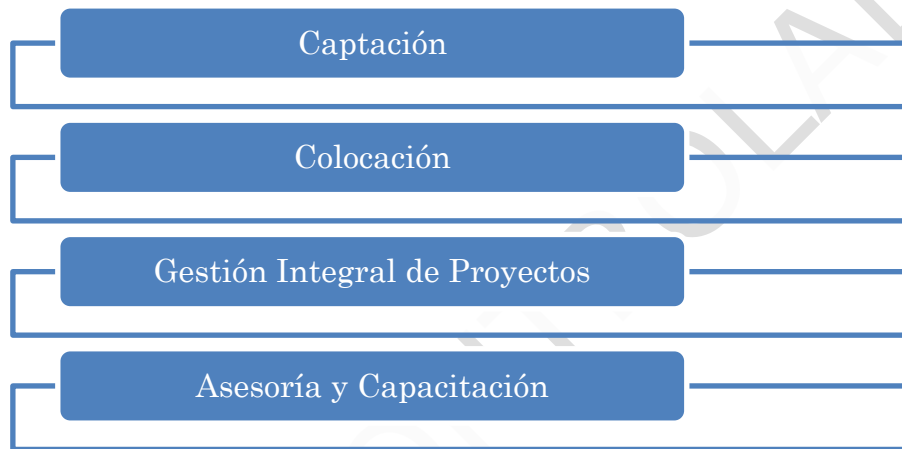 Captación
Colocación
Gestión Integral de Proyectos
Asesoría y Capacitación